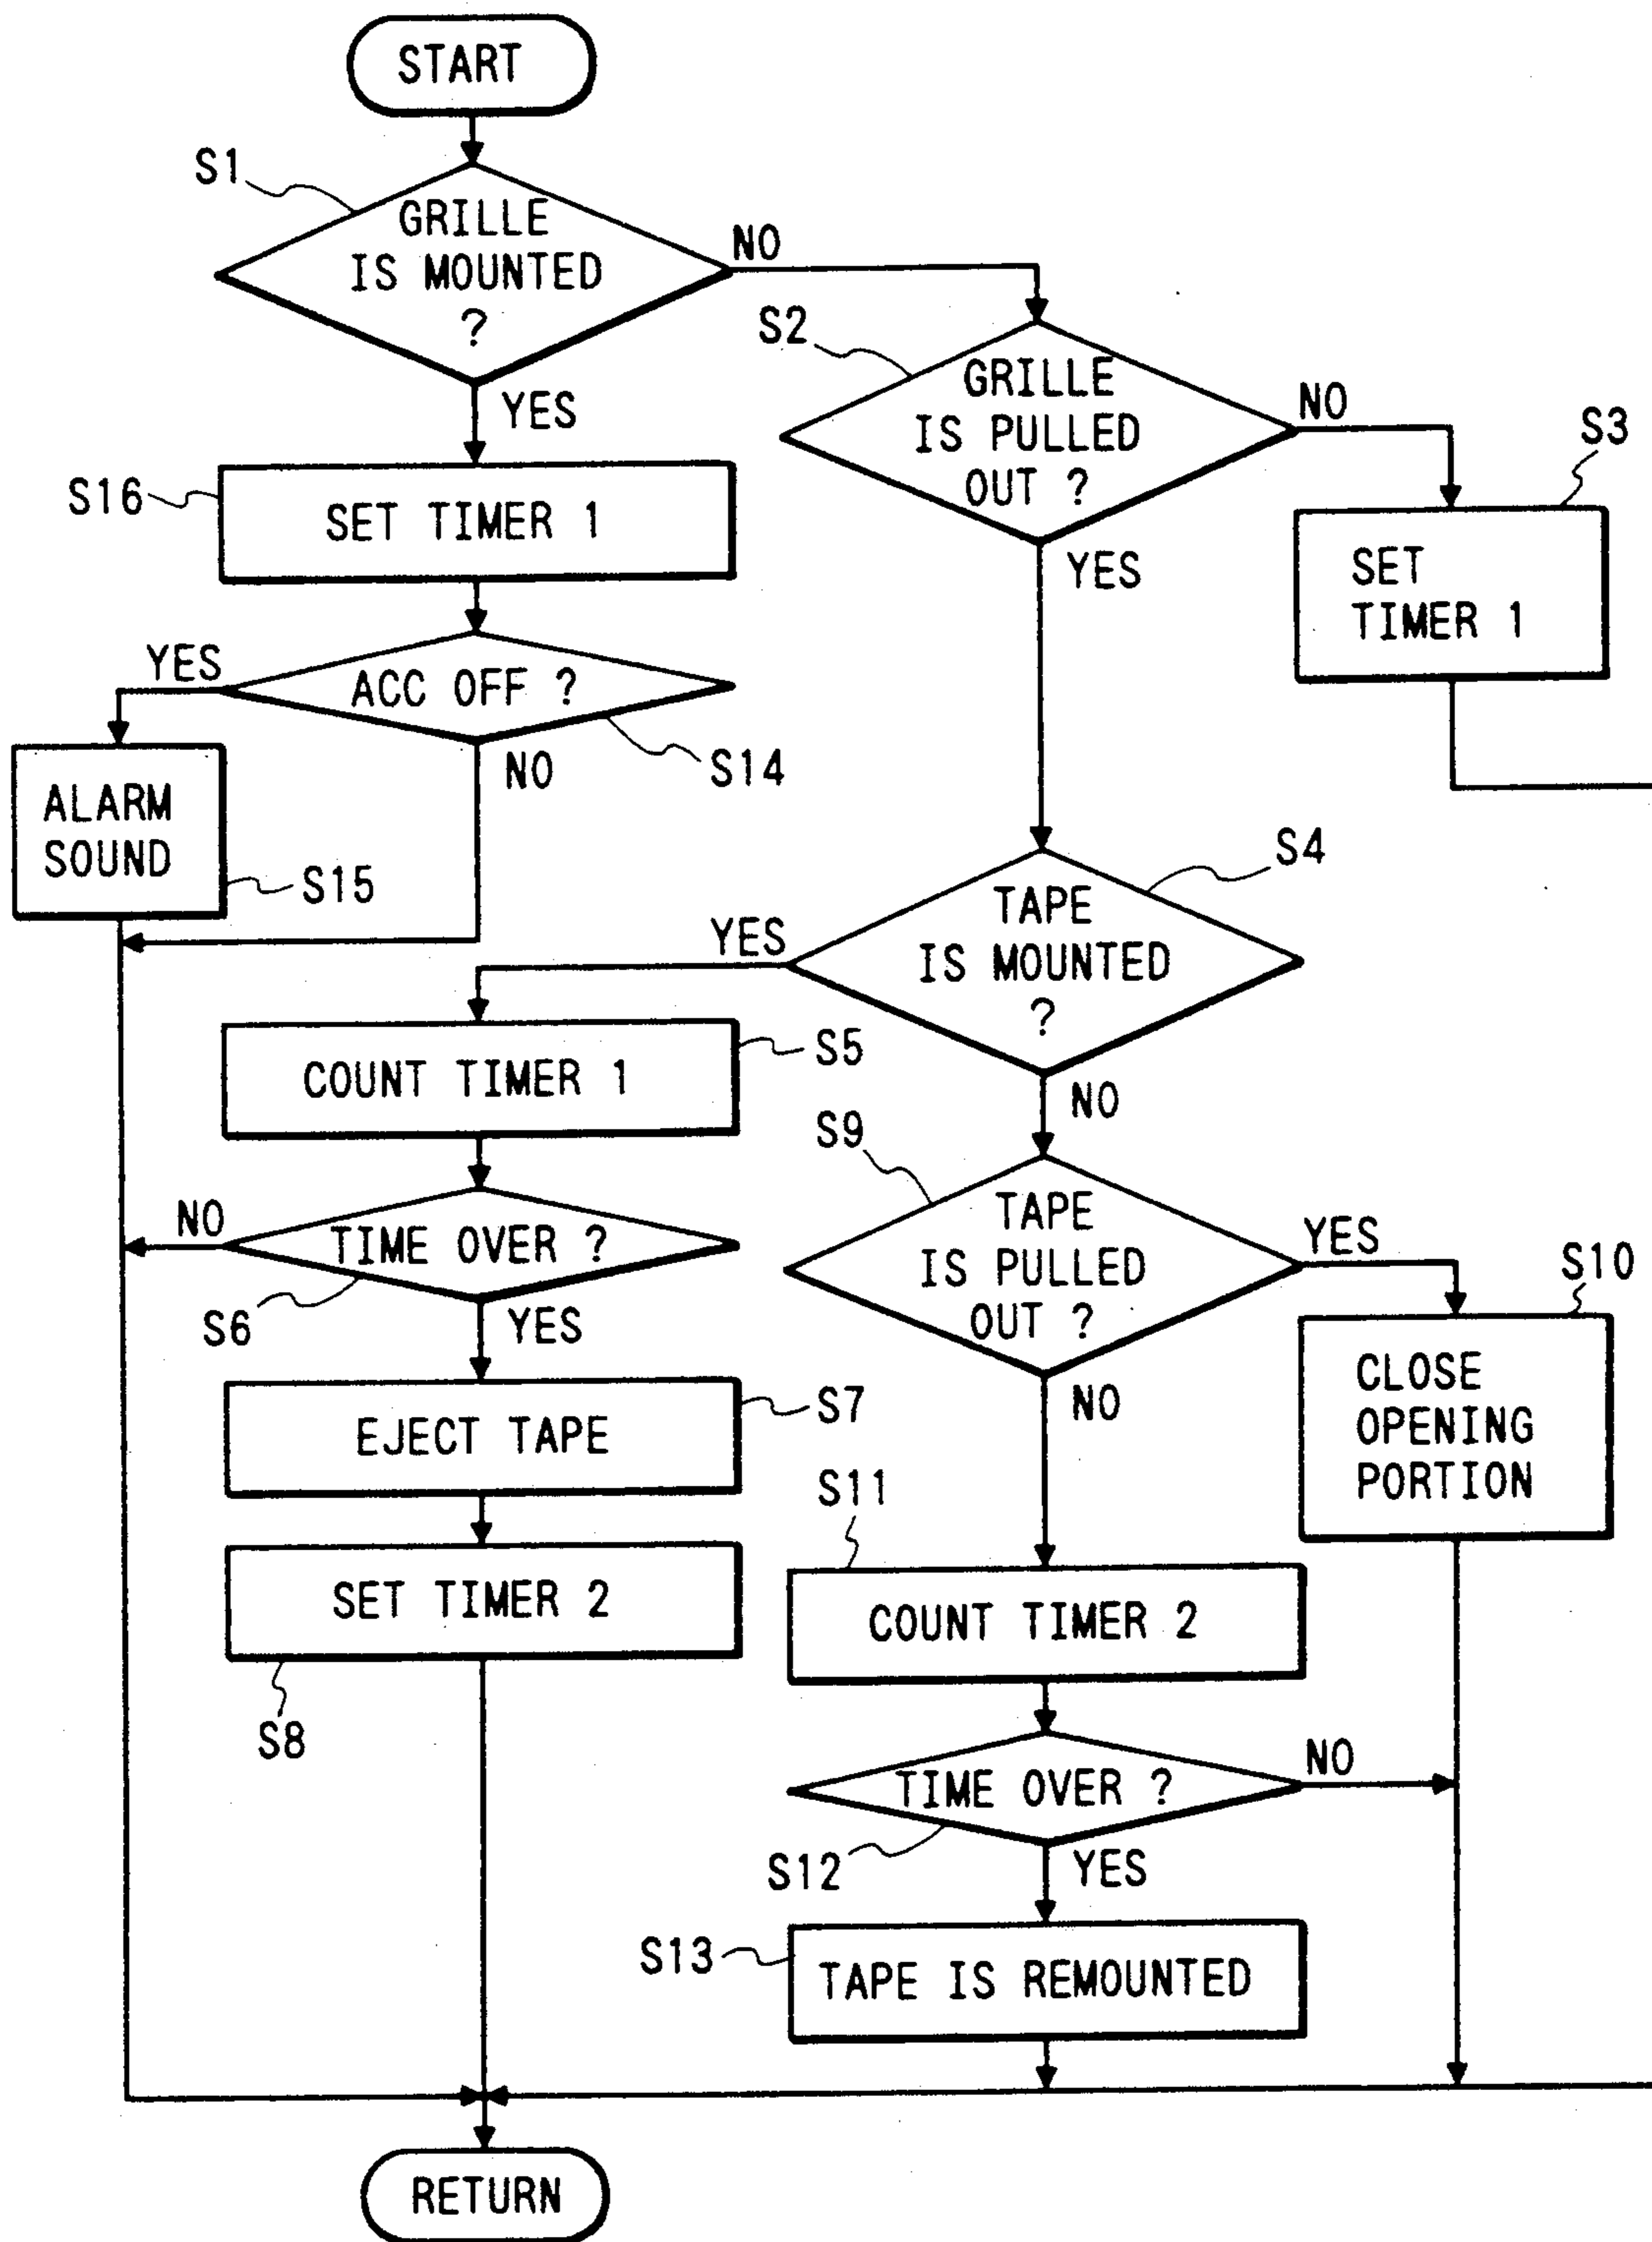 START
S1
GRILLE
IS MOUNTED
?
NO
YES
S2
GRILLE
IS PULLED
OUT ?
NO
YES
S3
SET
TIMER 1
S16
SET TIMER 1
YES
ACC OFF ?
NO
S14
ALARM
SOUND
S15
S4
TAPE
IS MOUNTED
?
YES
NO
COUNT TIMER 1
S5
S9
TAPE
IS PULLED
OUT ?
YES
NO
S10
CLOSE
OPENING
PORTION
NO
TIME OVER ?
S6
YES
EJECT TAPE
S7
SET TIMER 2
S8
S11
COUNT TIMER 2
TIME OVER ?
NO
S12
YES
S13
TAPE IS REMOUNTED
RETURN